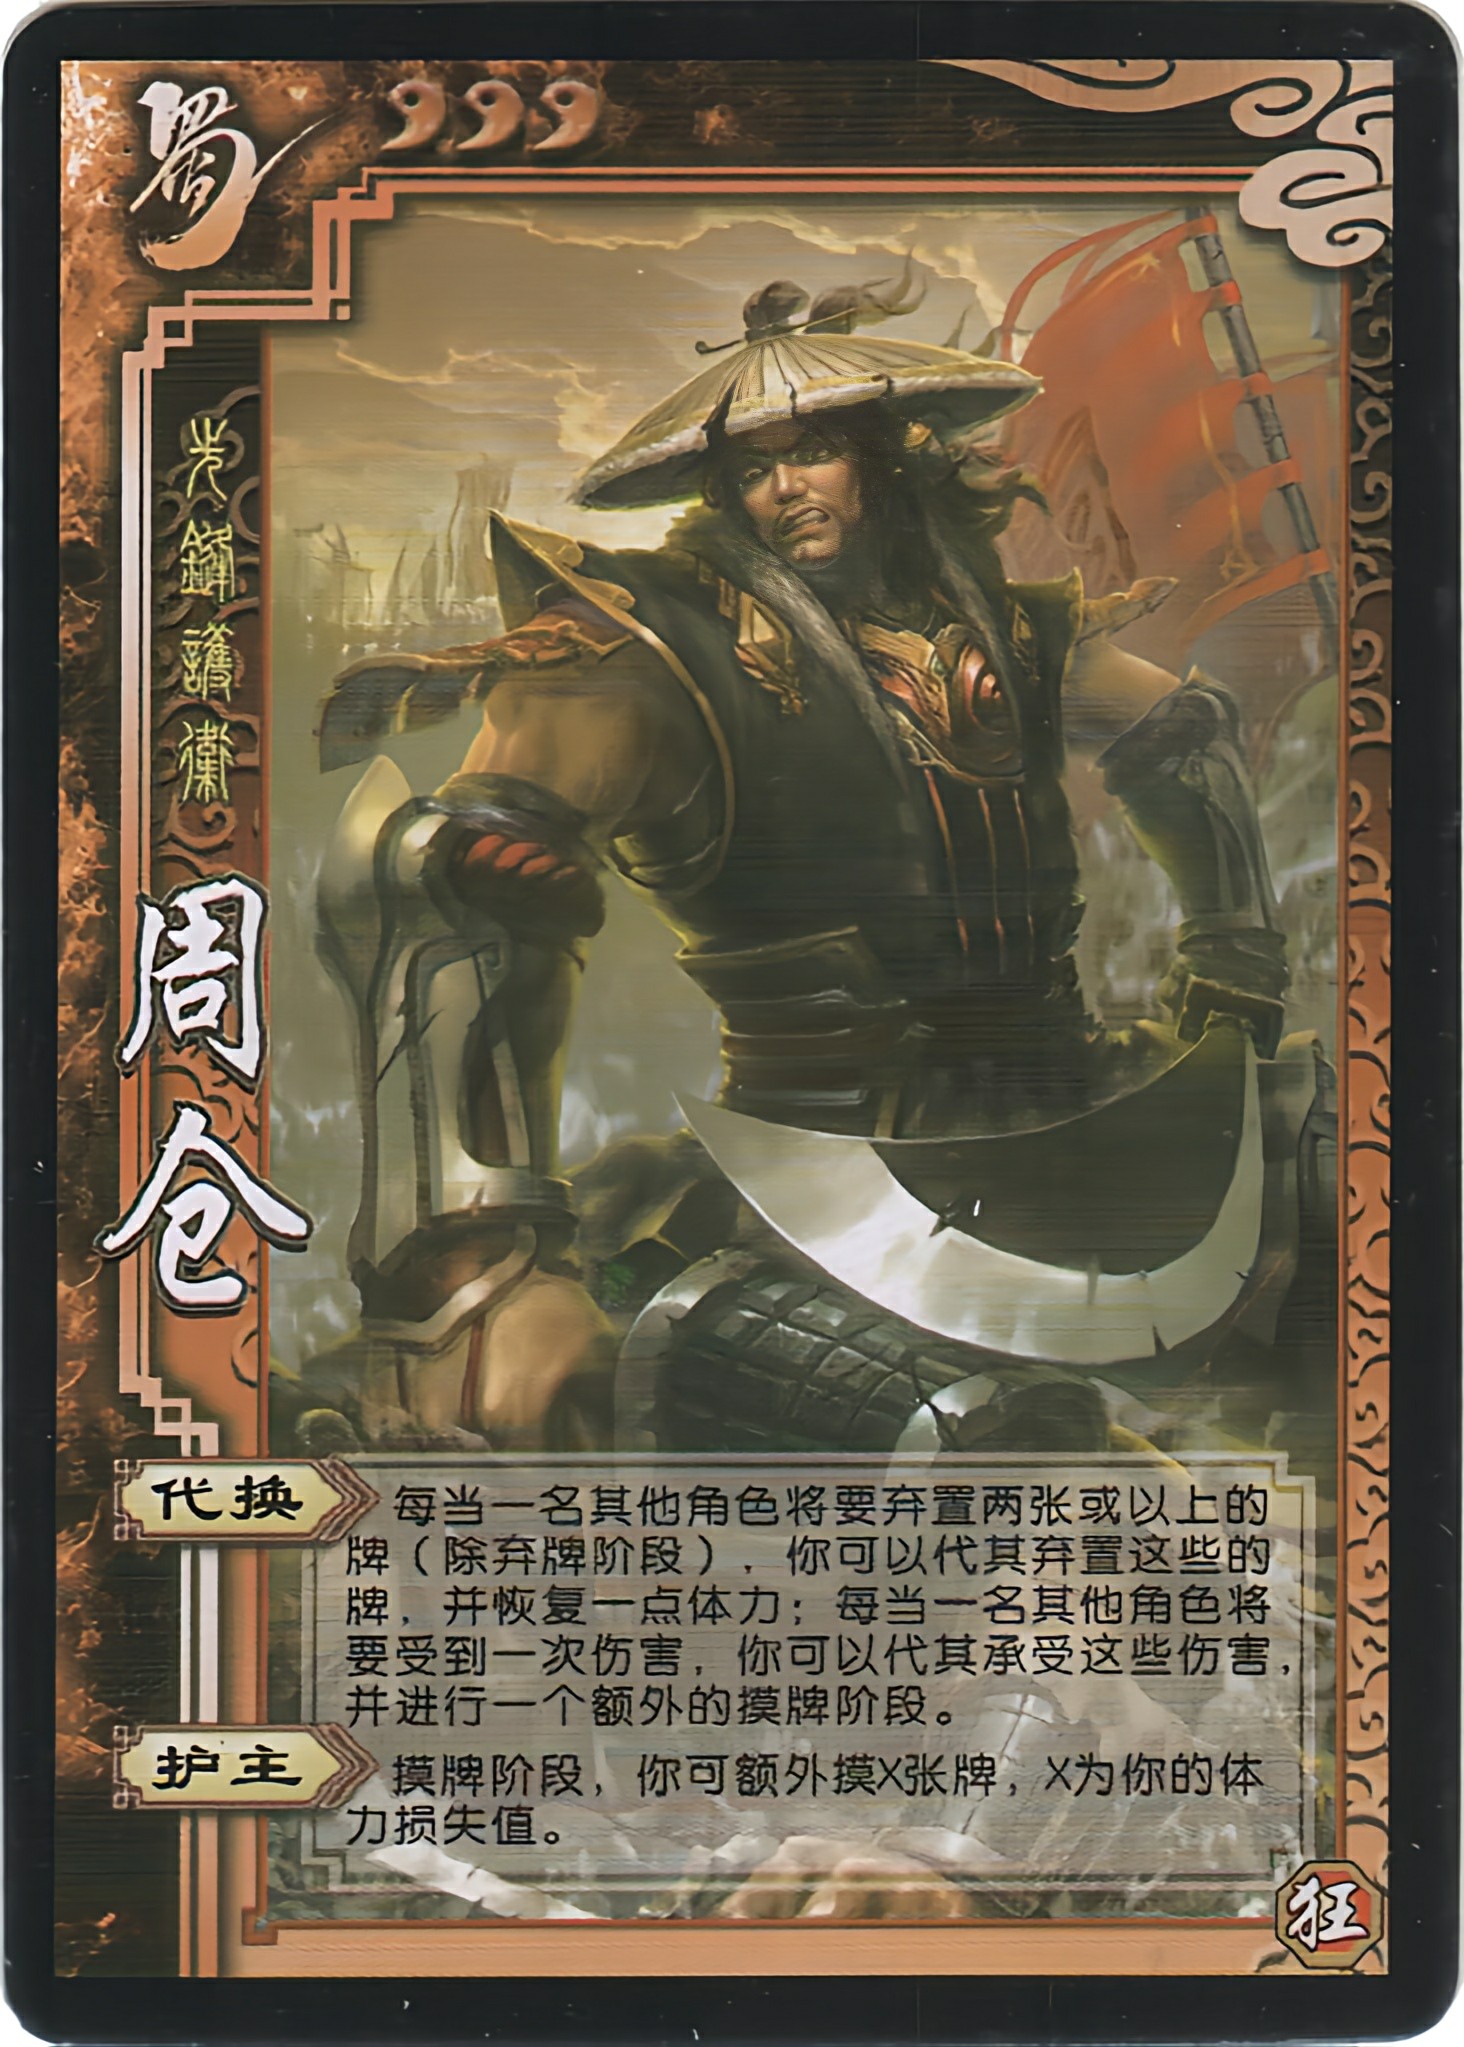 蜀
先鋒護衛
周仓
代换
每当一名其他角色将要弃置两张或以上的
牌（除弃牌阶段），你可以代其弃置这些的
牌，并恢复一点体力；每当一名其他角色将
要受到一次伤害，你可以代其承受这些伤害，
并进行一个额外的摸牌阶段。
护主
摸牌阶段，你可额外摸X张牌，X为你的体
力损失值。
狂